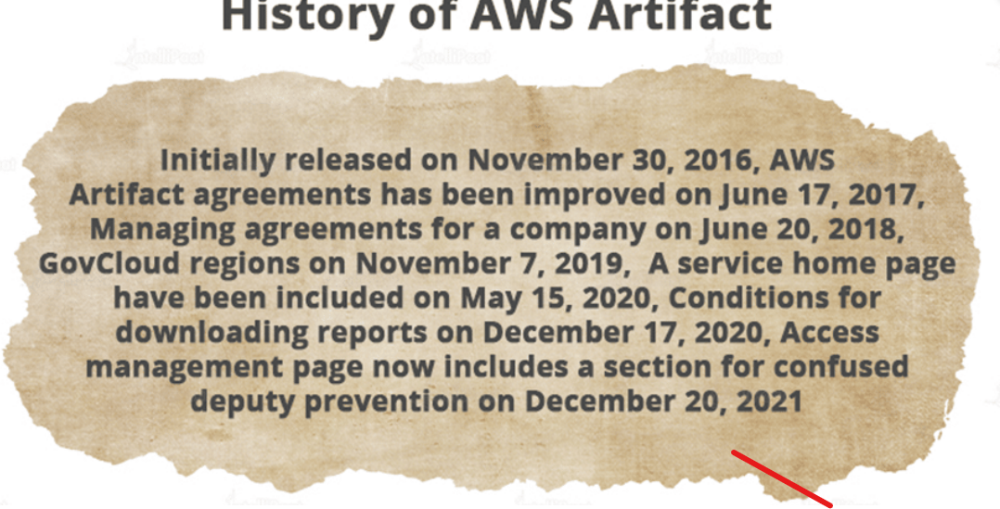 History of AWS Artifact
Initially released on November 30, 2016, AWS
Artifact agreements has been improved on June 17, 2017,
Managing agreements for a company on June 20, 2018,
GovCloud regions on November 7, 2019,  A service home page
have been included on May 15, 2020, Conditions for
downloading reports on December 17, 2020, Access
management page now includes a section for confused
deputy prevention on December 20, 2021